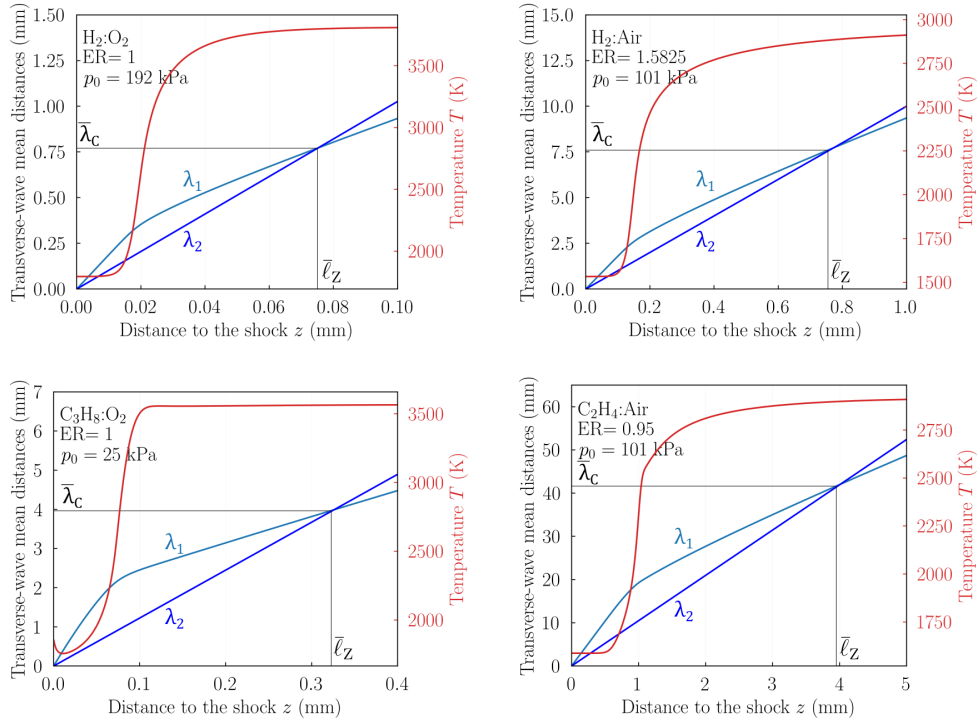 Transverse-wave mean distances (mm)
1.50
1.25
1.00
0.75
0.50
0.25
0.00
H₂:O₂
ER= 1
p₀ = 192 kPa
λ̅_C
λ₁
λ₂
ℓ̅_Z
3500
3000
2500
2000
Temperature T (K)
0.00 0.02 0.04 0.06 0.08 0.10
Distance to the shock z (mm)
Transverse-wave mean distances (mm)
15.0
12.5
10.0
7.5
5.0
2.5
0.0
H₂:Air
ER= 1.5825
p₀ = 101 kPa
λ̅_C
λ₁
λ₂
ℓ̅_Z
3000
2750
2500
2250
2000
1750
1500
Temperature T (K)
0.0 0.2 0.4 0.6 0.8 1.0
Distance to the shock z (mm)
Transverse-wave mean distances (mm)
7
6
5
4
3
2
1
0
C₃H₈:O₂
ER= 1
p₀ = 25 kPa
λ̅_C
λ₁
λ₂
ℓ̅_Z
3500
3000
2500
2000
Temperature T (K)
0.0 0.1 0.2 0.3 0.4
Distance to the shock z (mm)
Transverse-wave mean distances (mm)
60
50
40
30
20
10
0
C₂H₄:Air
ER= 0.95
p₀ = 101 kPa
λ̅_C
λ₁
λ₂
ℓ̅_Z
2750
2500
2250
2000
1750
Temperature T (K)
0 1 2 3 4 5
Distance to the shock z (mm)